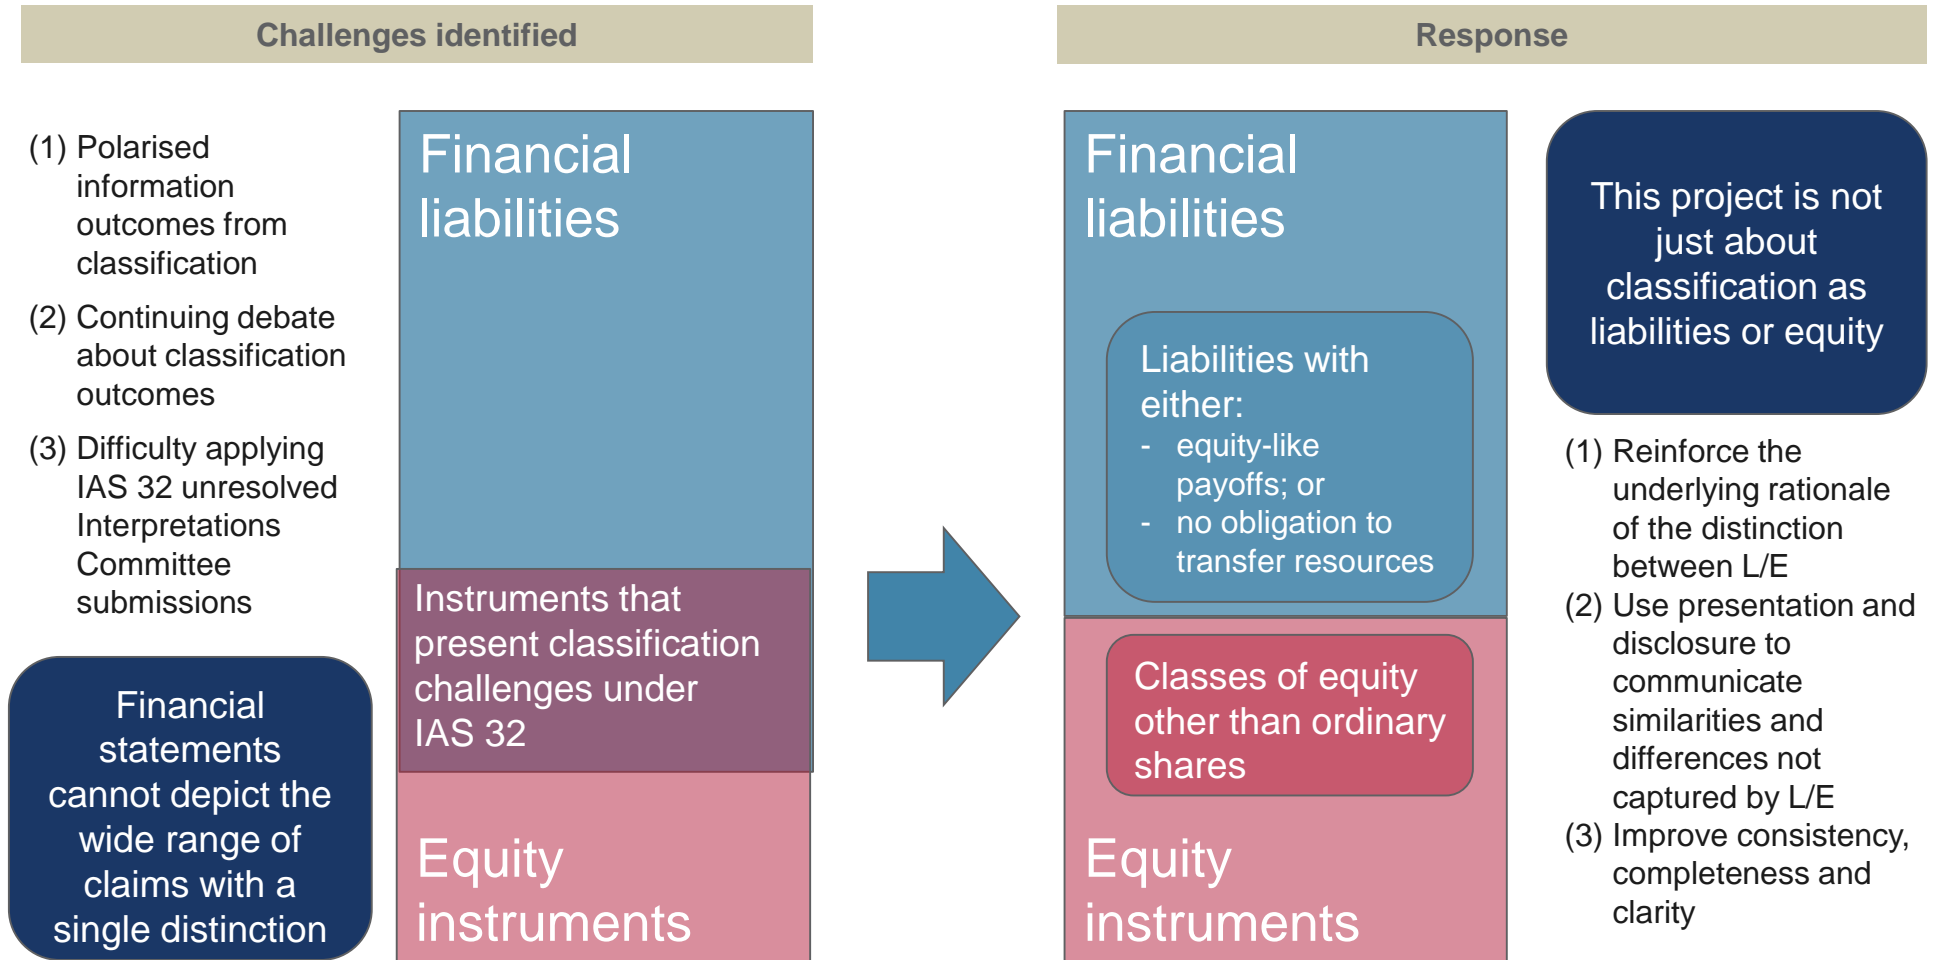 Challenges identified
(1) Polarised
information
outcomes from
classification
(2) Continuing debate
about classification
outcomes
(3) Difficulty applying
IAS 32 unresolved
Interpretations
Committee
submissions
Financial
statements
cannot depict the
wide range of
claims with a
single distinction
Financial
liabilities
Instruments that
present classification
challenges under
IAS 32
Equity
instruments
Response
Financial
liabilities
Liabilities with
either:
- equity-like
payoffs; or
- no obligation to
transfer resources
Classes of equity
other than ordinary
shares
Equity
instruments
This project is not
just about
classification as
liabilities or equity
(1) Reinforce the
underlying rationale
of the distinction
between L/E
(2) Use presentation and
disclosure to
communicate
similarities and
differences not
captured by L/E
(3) Improve consistency,
completeness and
clarity